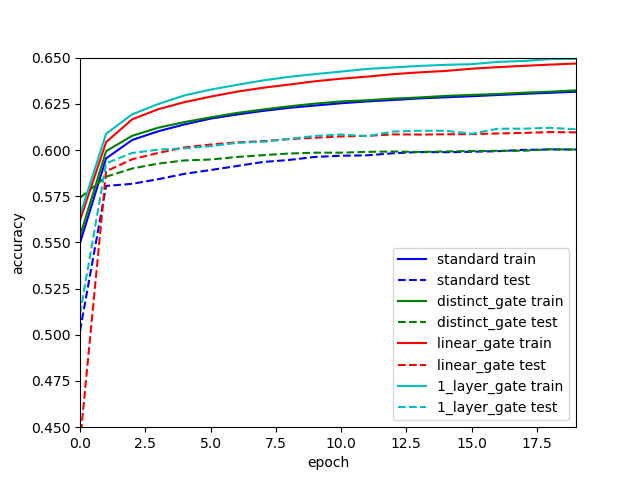 0.650
0.625
0.600
0.575
0.550
0.525
0.500
0.475
0.450
accuracy
0.0 2.5 5.0 7.5 10.0 12.5 15.0 17.5
epoch
standard train
standard test
distinct_gate train
distinct_gate test
linear_gate train
linear_gate test
1_layer_gate train
1_layer_gate test